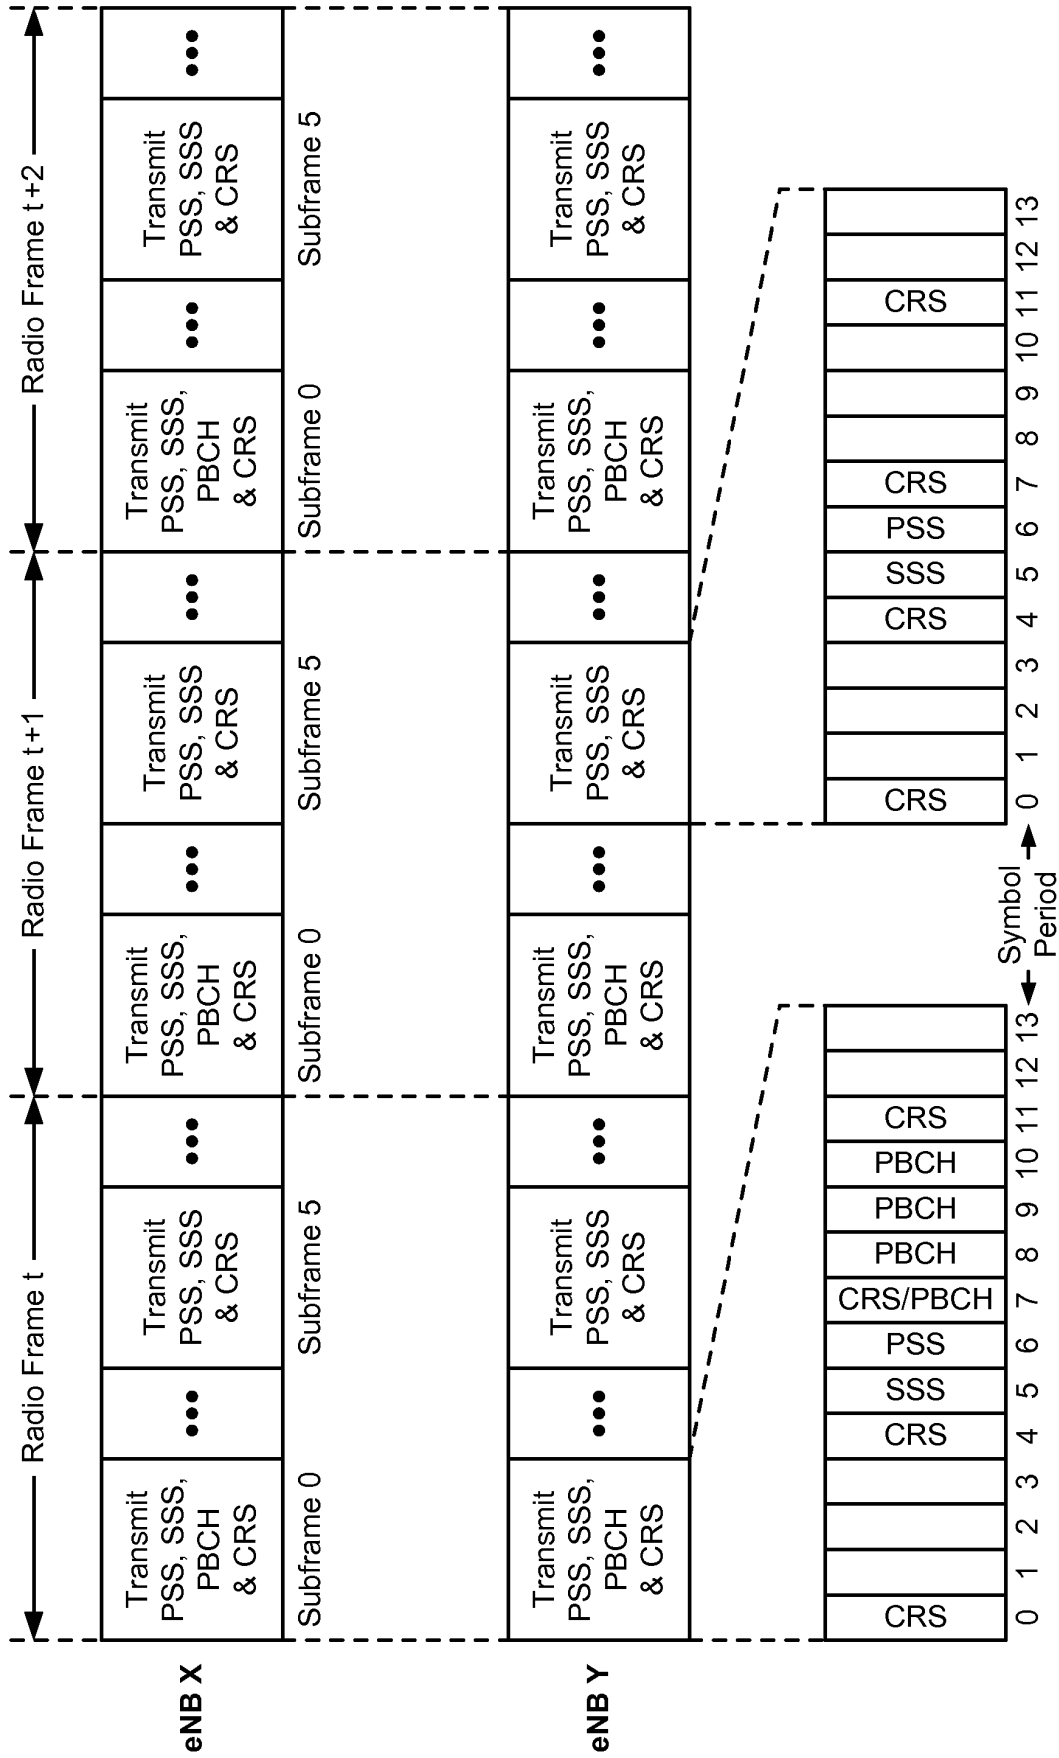 Radio Frame t
Radio Frame t+1
Radio Frame t+2
eNB X
Transmit
PSS, SSS,
PBCH
& CRS
•••
Transmit
PSS, SSS
& CRS
•••
Transmit
PSS, SSS,
PBCH
& CRS
•••
Transmit
PSS, SSS
& CRS
•••
Transmit
PSS, SSS,
PBCH
& CRS
•••
Transmit
PSS, SSS
& CRS
•••
Subframe 0
Subframe 5
Subframe 0
Subframe 5
Subframe 0
Subframe 5
eNB Y
Transmit
PSS, SSS,
PBCH
& CRS
•••
Transmit
PSS, SSS
& CRS
•••
Transmit
PSS, SSS,
PBCH
& CRS
•••
Transmit
PSS, SSS
& CRS
•••
Transmit
PSS, SSS,
PBCH
& CRS
•••
Transmit
PSS, SSS
& CRS
•••
CRS
CRS
SSS
PSS
CRS/PBCH
PBCH
PBCH
PBCH
CRS
0 1 2 3 4 5 6 7 8 9 10 11 12 13
Symbol
Period
CRS
CRS
SSS
PSS
CRS
CRS
0 1 2 3 4 5 6 7 8 9 10 11 12 13